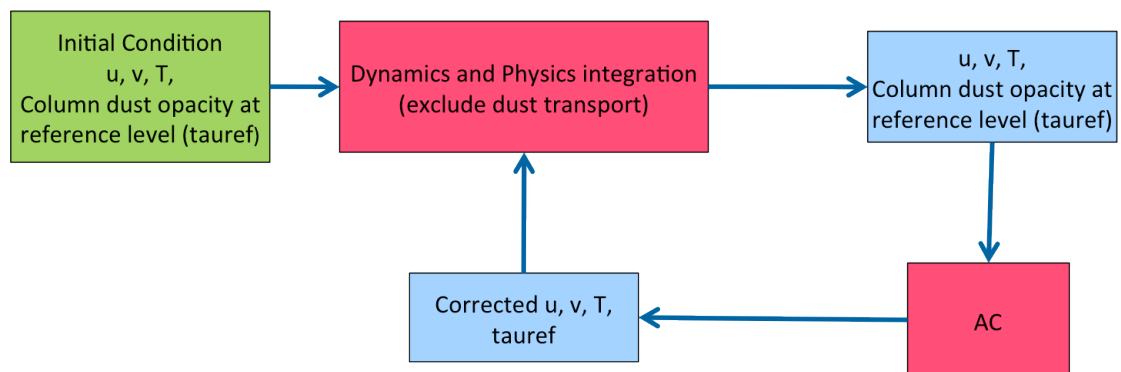 Initial Condition
u, v, T,
Column dust opacity at
reference level (tauref)
Dynamics and Physics integration
(exclude dust transport)
u, v, T,
Column dust opacity at
reference level (tauref)
AC
Corrected u, v, T,
tauref